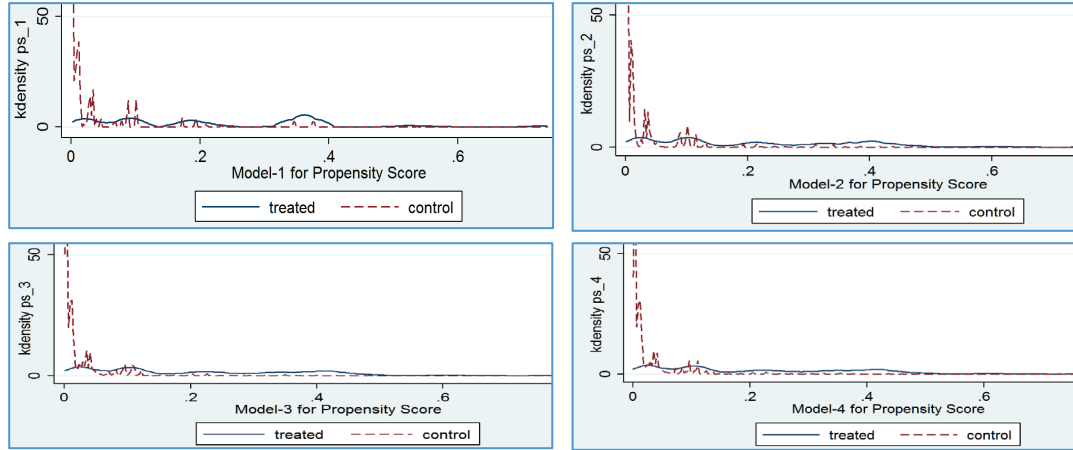 kdensity ps_1
50
0
0 .2 .4 .6
Model-1 for Propensity Score
treated control
kdensity ps_2
50
0
0 .2 .4 .6
Model-2 for Propensity Score
treated control
kdensity ps_3
50
0
0 .2 .4 .6
Model-3 for Propensity Score
treated control
kdensity ps_4
50
0
0 .2 .4 .6
Model-4 for Propensity Score
treated control